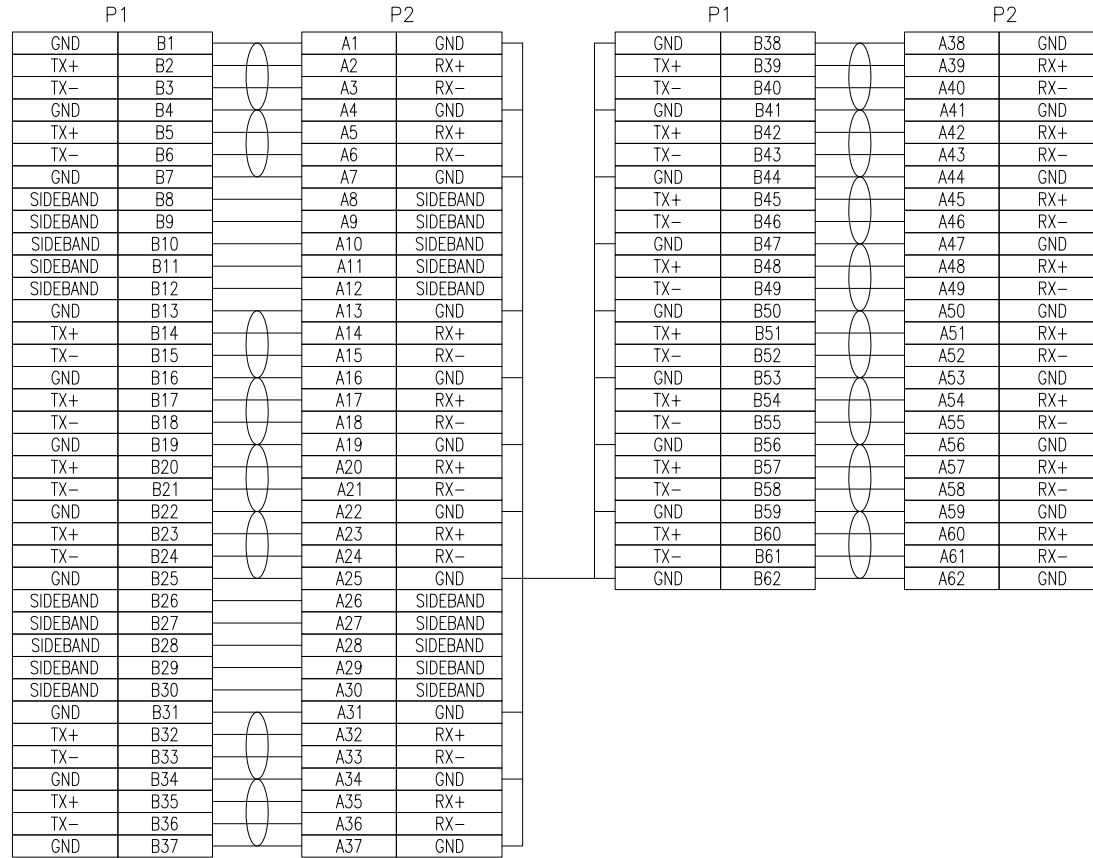 P1 P2
GND B1 A1 GND
TX+ B2 A2 RX+
TX- B3 A3 RX-
GND B4 A4 GND
TX+ B5 A5 RX+
TX- B6 A6 RX-
GND B7 A7 GND
SIDEBAND B8 A8 SIDEBAND
SIDEBAND B9 A9 SIDEBAND
SIDEBAND B10 A10 SIDEBAND
SIDEBAND B11 A11 SIDEBAND
SIDEBAND B12 A12 SIDEBAND
GND B13 A13 GND
TX+ B14 A14 RX+
TX- B15 A15 RX-
GND B16 A16 GND
TX+ B17 A17 RX+
TX- B18 A18 RX-
GND B19 A19 GND
TX+ B20 A20 RX+
TX- B21 A21 RX-
GND B22 A22 GND
TX+ B23 A23 RX+
TX- B24 A24 RX-
GND B25 A25 GND
SIDEBAND B26 A26 SIDEBAND
SIDEBAND B27 A27 SIDEBAND
SIDEBAND B28 A28 SIDEBAND
SIDEBAND B29 A29 SIDEBAND
SIDEBAND B30 A30 SIDEBAND
GND B31 A31 GND
TX+ B32 A32 RX+
TX- B33 A33 RX-
GND B34 A34 GND
TX+ B35 A35 RX+
TX- B36 A36 RX-
GND B37 A37 GND
P1 P2
GND B38 A38 GND
TX+ B39 A39 RX+
TX- B40 A40 RX-
GND B41 A41 GND
TX+ B42 A42 RX+
TX- B43 A43 RX-
GND B44 A44 GND
TX+ B45 A45 RX+
TX- B46 A46 RX-
GND B47 A47 GND
TX+ B48 A48 RX+
TX- B49 A49 RX-
GND B50 A50 GND
TX+ B51 A51 RX+
TX- B52 A52 RX-
GND B53 A53 GND
TX+ B54 A54 RX+
TX- B55 A55 RX-
GND B56 A56 GND
TX+ B57 A57 RX+
TX- B58 A58 RX-
GND B59 A59 GND
TX+ B60 A60 RX+
TX- B61 A61 RX-
GND B62 A62 GND